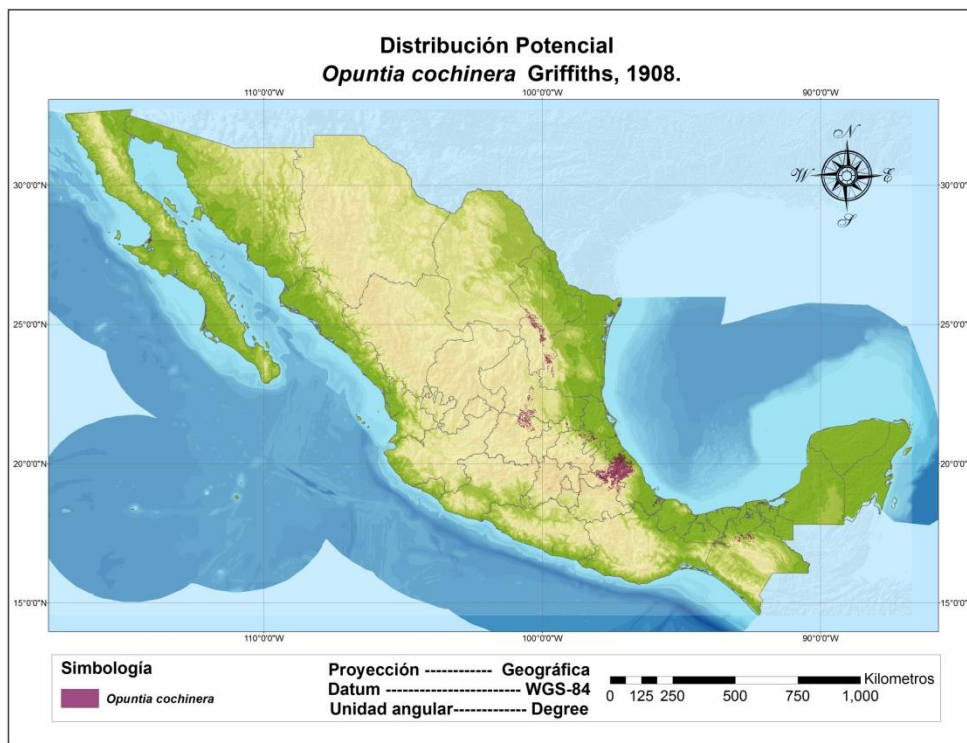 Distribución Potencial
Opuntia cochinera Griffiths, 1908.
110°0'0"W 100°0'0"W 90°0'0"W
N
W E
S
30°0'0"N 30°0'0"N
25°0'0"N 25°0'0"N
20°0'0"N 20°0'0"N
15°0'0"N 15°0'0"N
110°0'0"W 100°0'0"W 90°0'0"W
Simbología
Opuntia cochinera
Proyección ----------- Geográfica
Datum ---------------------- WGS-84
Unidad angular------------- Degree
0 125 250 500 750 1,000 Kilometros